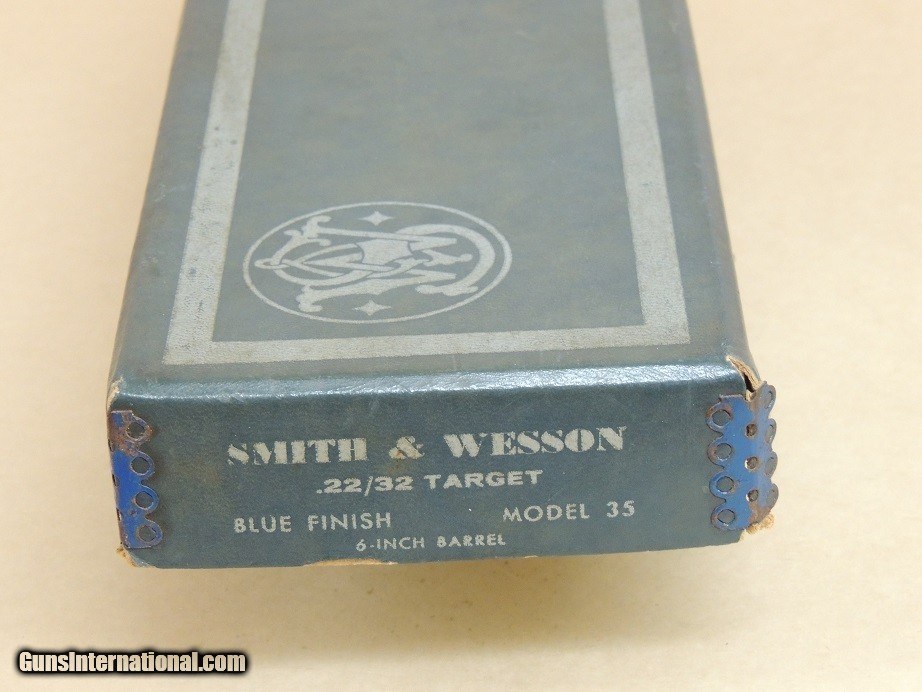 SMITH & WESSON
.22/32 TARGET
BLUE FINISH MODEL 35
6-INCH BARREL
GunsInternational.com